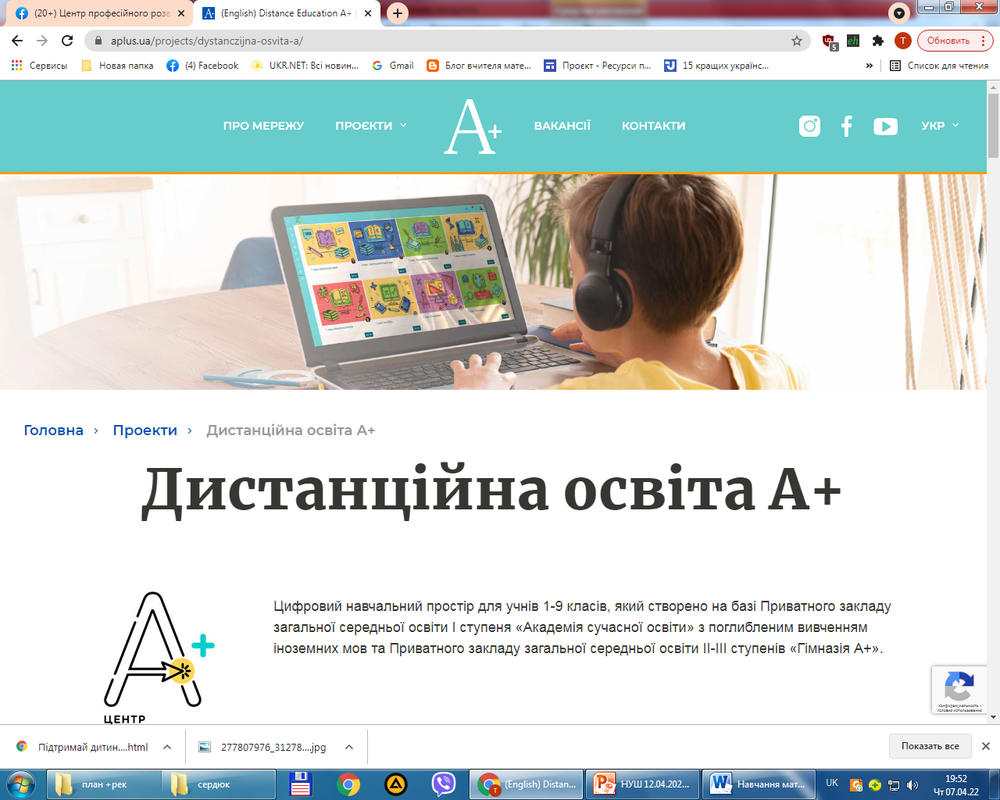 (20+) Центр професійного розв
(English) Distance Education A+ |
aplus.ua/projects/dystanczijna-osvita-a/
5
T
Обновить
Сервисы
Новая папка
(4) Facebook
UKR.NET: Всі новин...
Gmail
Блог вчителя мате...
Проєкт - Ресурси п...
15 кращих українс...
»
Список для чтения
ПРО МЕРЕЖУ
ПРОЄКТИ
A+
ВАКАНСІЇ
КОНТАКТИ
УКР
Головна > Проекти > Дистанційна освіта А+
Дистанційна освіта А+
Цифровий навчальний простір для учнів 1-9 класів, який створено на базі Приватного закладу
загальної середньої освіти І ступеня «Академія сучасної освіти» з поглибленим вивченням
іноземних мов та Приватного закладу загальної середньої освіти ІІ-ІІІ ступенів «Гімназія А+».
ЦЕНТР
Конфиденциальность -
Условия использования
Підтримай дитин....html
277807976_31278....jpg
Показать все
план +рек
сердюк
(English) Distan...
НУШ 12.04.202...
Навчання мат...
UK
19:52
Чт 07.04.22